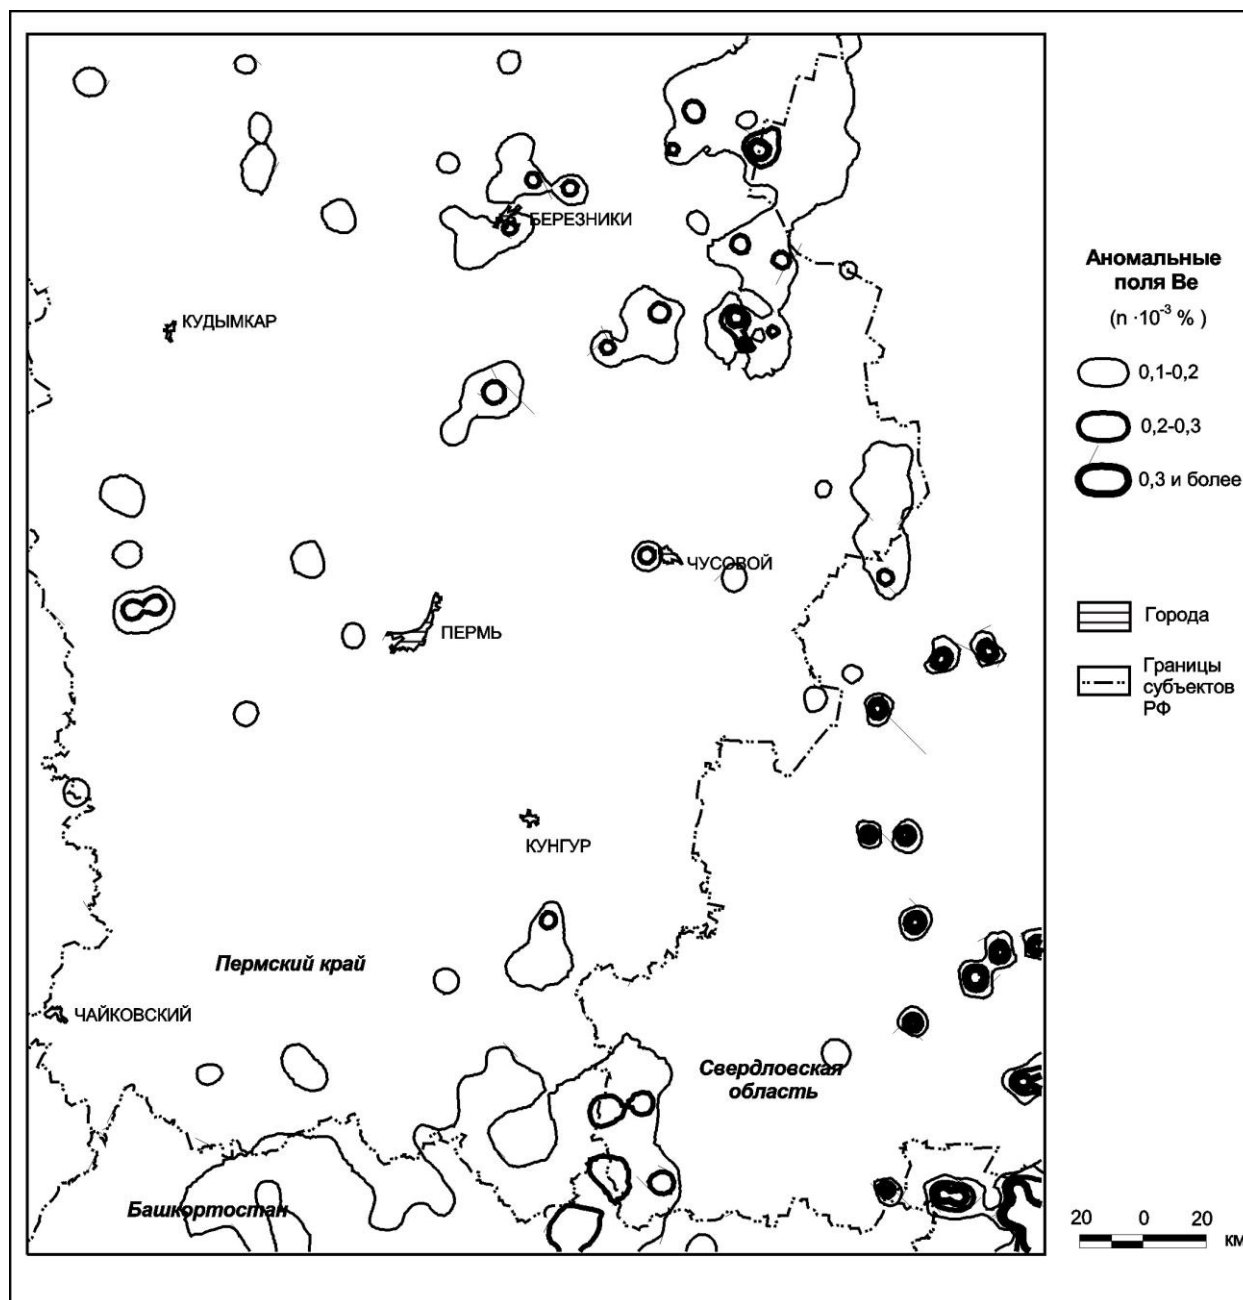 БЕРЕЗНИКИ
КУДЫМКАР
ЧУСОВОЙ
ПЕРМЬ
КУНГУР
Пермский край
ЧАЙКОВСКИЙ
Свердловская
область
Башкортостан
Аномальные
поля Ве
(n ·10-3 % )
0,1-0,2
0,2-0,3
0,3 и более
Города
Границы
субъектов
РФ
20 0 20
км